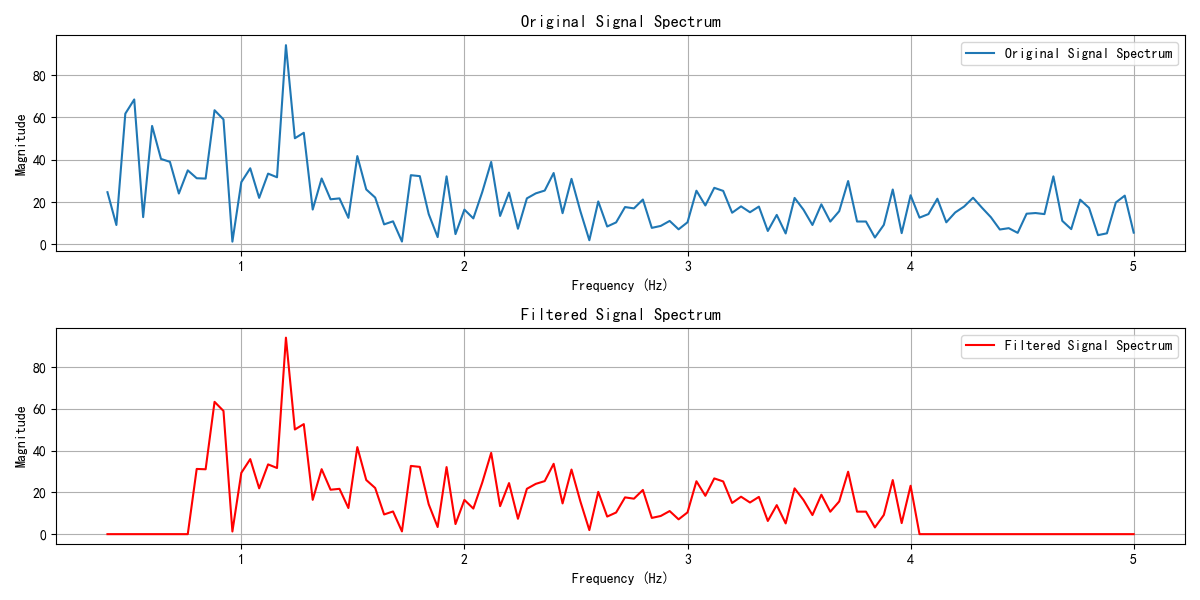 Original Signal Spectrum
Original Signal Spectrum
Magnitude
80
60
40
20
0
1
2
3
4
5
Frequency (Hz)
Filtered Signal Spectrum
Filtered Signal Spectrum
Magnitude
80
60
40
20
0
1
2
3
4
5
Frequency (Hz)